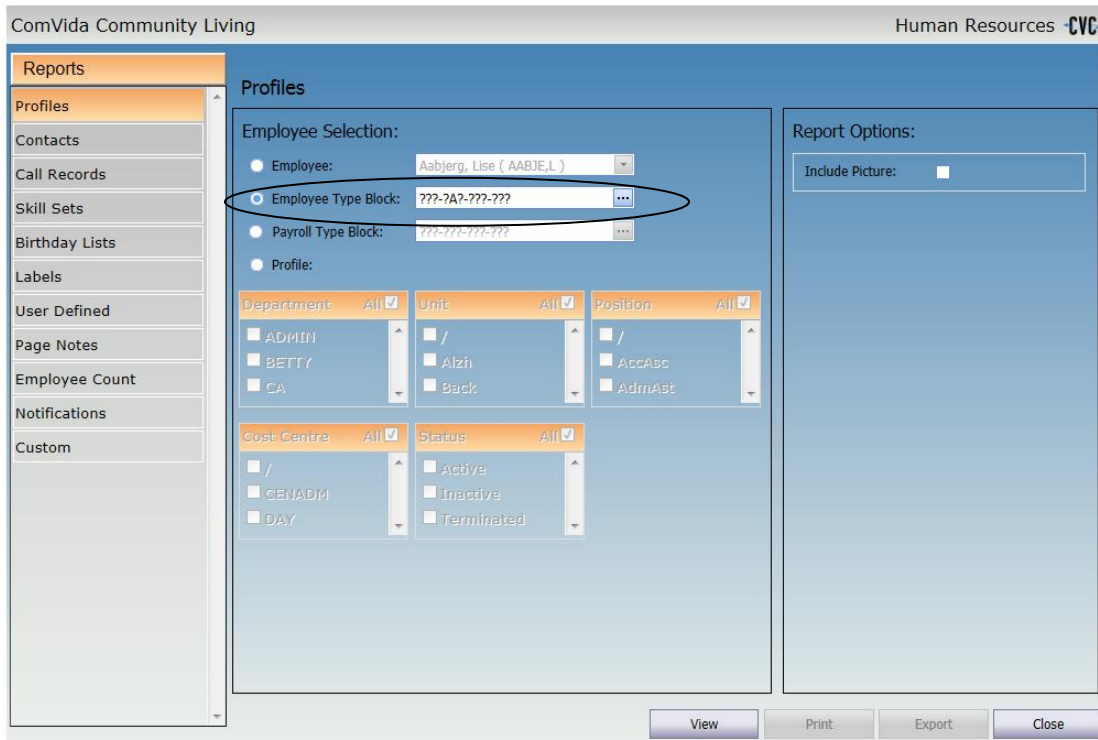 ComVida Community Living
Human Resources -CVC-
Reports
Profiles
Contacts
Call Records
Skill Sets
Birthday Lists
Labels
User Defined
Page Notes
Employee Count
Notifications
Custom
Profiles
Employee Selection:
Employee: Aabjerg, Lise ( AABJE,L )
Employee Type Block: ???-?A?-???-??? ...
Payroll Type Block: ???-???-???-??? ...
Profile:
Department All
ADMIN
BETTY
CA
Unit All
/
Alzh
Back
Position All
/
AccAsc
AdmAst
Cost Centre All
/
CENADM
DAY
Status All
Active
Inactive
Terminated
Report Options:
Include Picture:
View Print Export Close